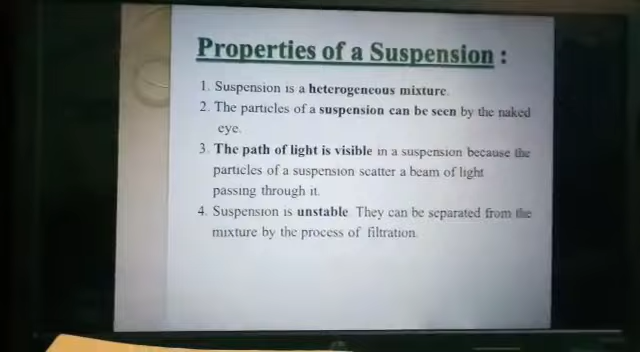 Properties of a Suspension :
1. Suspension is a heterogeneous mixture.
2. The particles of a suspension can be seen by the naked
eye.
3. The path of light is visible in a suspension because the
particles of a suspension scatter a beam of light
passing through it.
4. Suspension is unstable. They can be separated from the
mixture by the process of filtration.